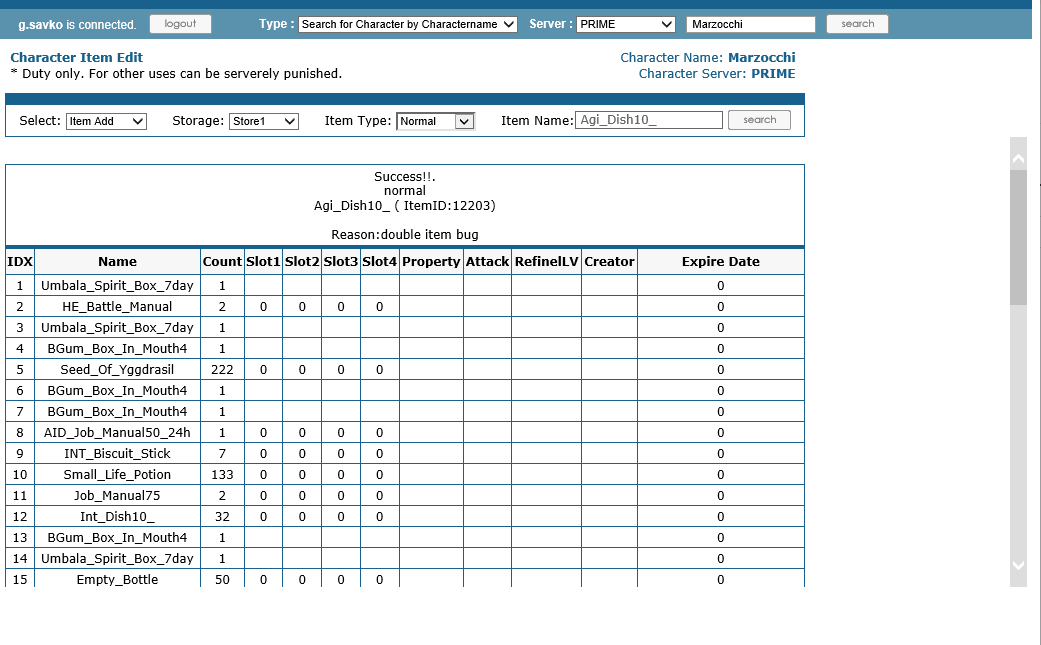 g.savko is connected. logout Type : Search for Character by Charactername Server : PRIME Marzocchi search
Character Item Edit Character Name: Marzocchi
* Duty only. For other uses can be serverely punished. Character Server: PRIME
Select: Item Add Storage: Store1 Item Type: Normal Item Name: Agi_Dish10_ search
Success!!.
normal
Agi_Dish10_ ( ItemID:12203)
Reason:double item bug
IDX Name Count Slot1 Slot2 Slot3 Slot4 Property Attack RefinelLV Creator Expire Date
1 Umbala_Spirit_Box_7day 1 0
2 HE_Battle_Manual 2 0 0 0 0 0
3 Umbala_Spirit_Box_7day 1 0
4 BGum_Box_In_Mouth4 1 0
5 Seed_Of_Yggdrasil 222 0 0 0 0 0
6 BGum_Box_In_Mouth4 1 0
7 BGum_Box_In_Mouth4 1 0
8 AID_Job_Manual50_24h 1 0 0 0 0 0
9 INT_Biscuit_Stick 7 0 0 0 0 0
10 Small_Life_Potion 133 0 0 0 0 0
11 Job_Manual75 2 0 0 0 0 0
12 Int_Dish10_ 32 0 0 0 0 0
13 BGum_Box_In_Mouth4 1 0
14 Umbala_Spirit_Box_7day 1 0
15 Empty_Bottle 50 0 0 0 0 0